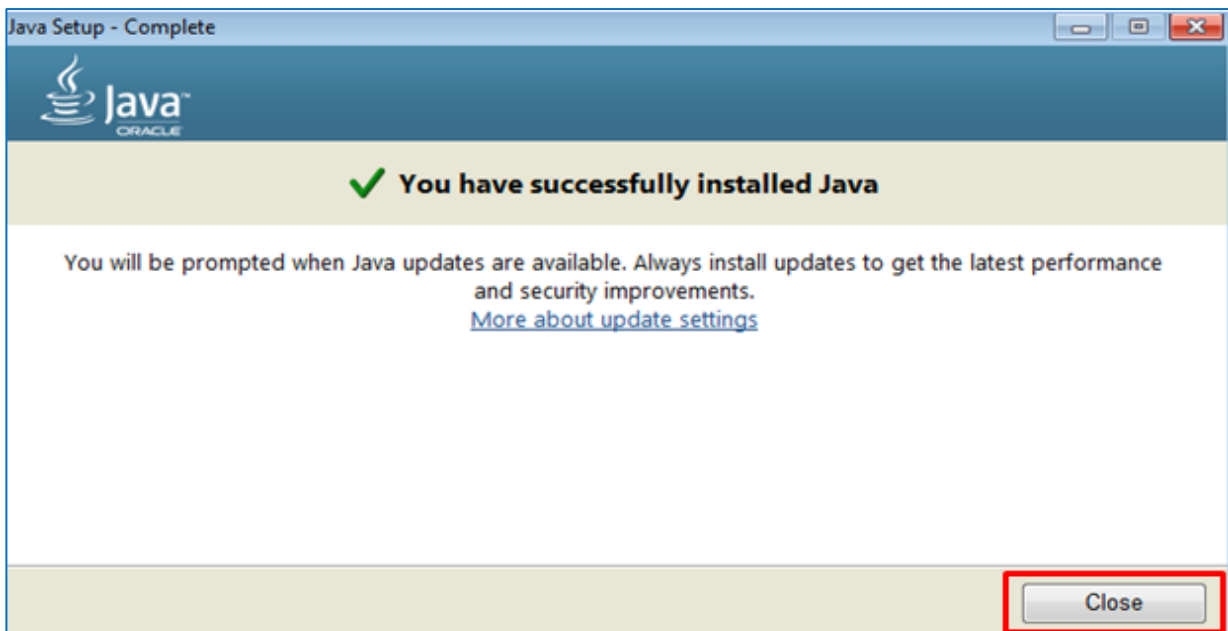 Java Setup - Complete
Java™
ORACLE
You have successfully installed Java
You will be prompted when Java updates are available. Always install updates to get the latest performance
and security improvements.
More about update settings
Close